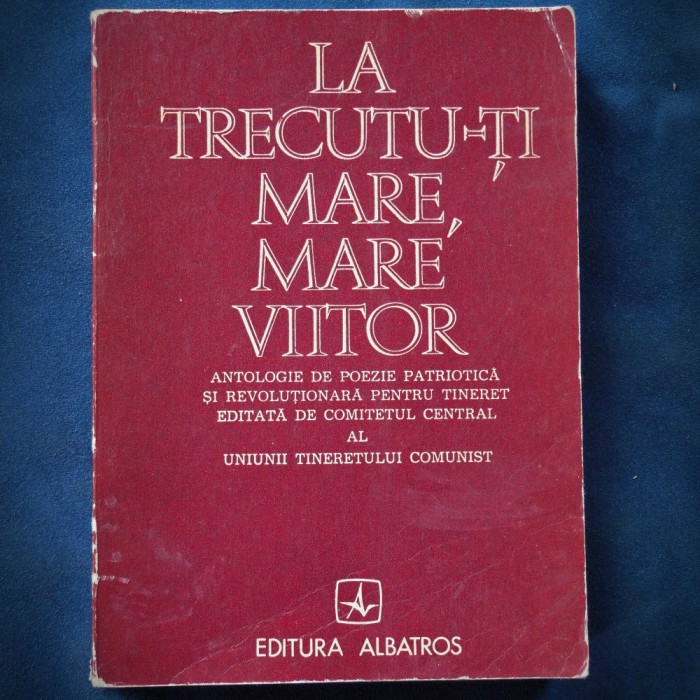 LA
TRECUTU-ȚI
MARE,
MARE
VIITOR
ANTOLOGIE DE POEZIE PATRIOTICĂ
ȘI REVOLUȚIONARĂ PENTRU TINERET
EDITATĂ DE COMITETUL CENTRAL
AL
UNIUNII TINERETULUI COMUNIST
EDITURA ALBATROS